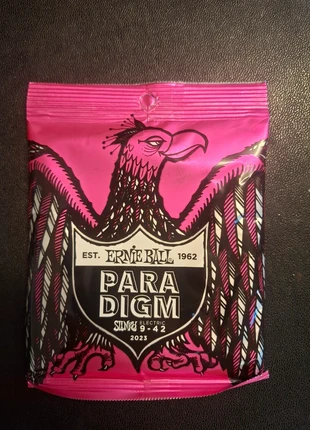 EST. ERNIE BALL 1962
PARA
DIGM
SLINKY ELECTRIC 9-42
2023